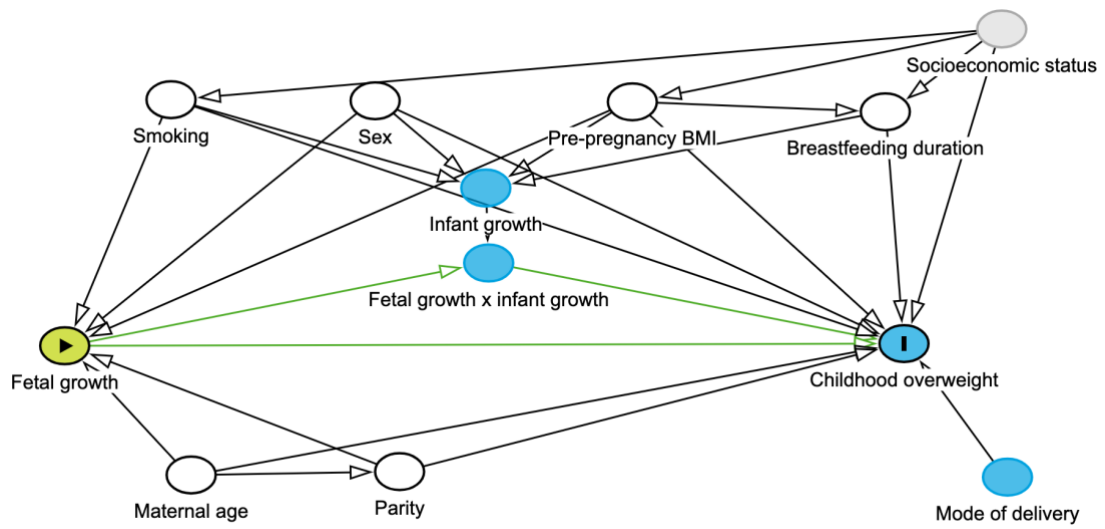 Socioeconomic status
Smoking
Sex
Pre-pregnancy BMI
Breastfeeding duration
Infant growth
Fetal growth x infant growth
Fetal growth
Childhood overweight
Maternal age
Parity
Mode of delivery